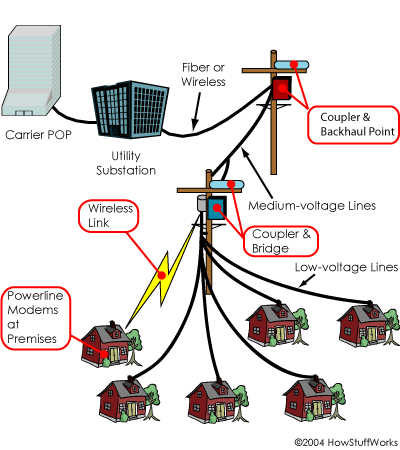 Fiber or
Wireless
Carrier POP
Utility
Substation
Coupler &
Backhaul Point
Medium-voltage Lines
Wireless
Link
Coupler &
Bridge
Low-voltage Lines
Powerline
Modems
at
Premises
©2004 HowStuffWorks